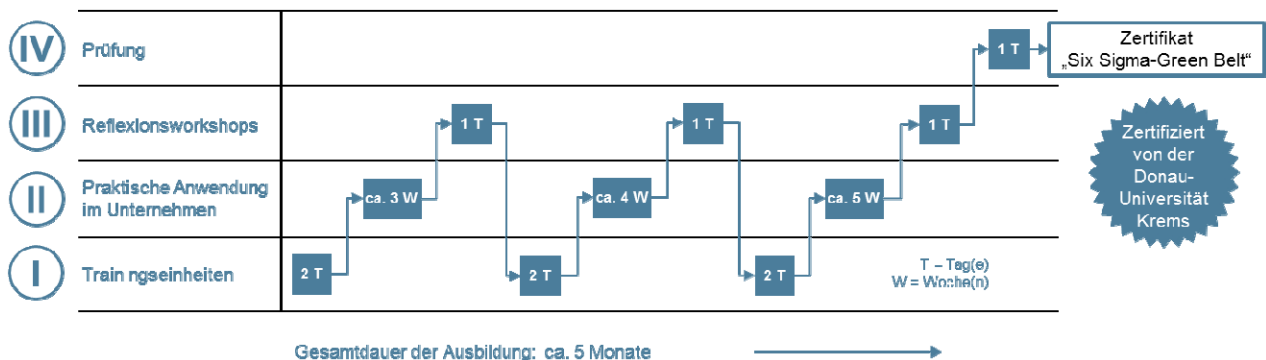 IV
Prüfung
1 T
Zertifikat
„Six Sigma-Green Belt“
III
Reflexionsworkshops
1 T
1 T
1 T
II
Praktische Anwendung
im Unternehmen
ca. 3 W
ca. 4 W
ca. 5 W
I
Trainingseinheiten
2 T
2 T
2 T
T – Tag(e)
W = Woche(n)
Zertifiziert
von der
Donau-
Universität
Krems
Gesamtdauer der Ausbildung: ca. 5 Monate